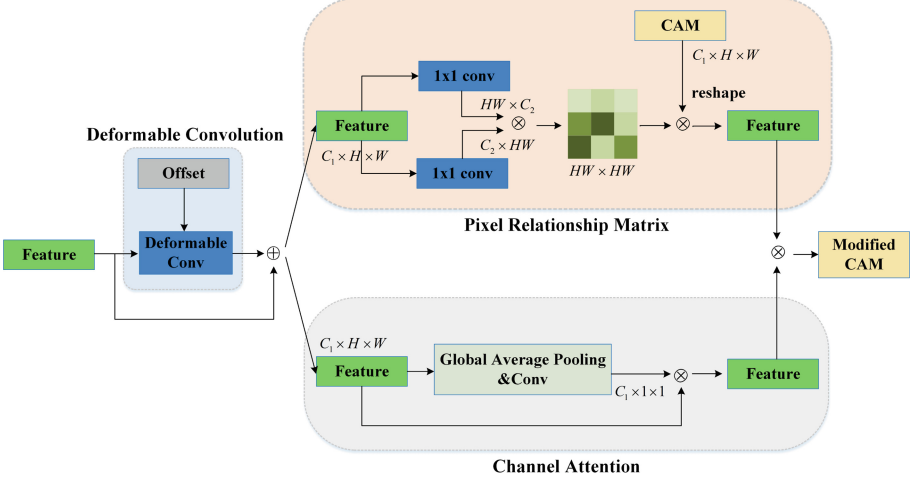 CAM
C₁ × H × W
reshape
1x1 conv
HW × C₂
⊗
C₂ × HW
1x1 conv
Feature
C₁ × H × W
HW × HW
⊗
Feature
Pixel Relationship Matrix
Deformable Convolution
Offset
Feature
Deformable
Conv
⊕
⊗
Modified
CAM
C₁ × H × W
Feature
Global Average Pooling
&Conv
C₁ × 1 × 1
⊗
Feature
Channel Attention